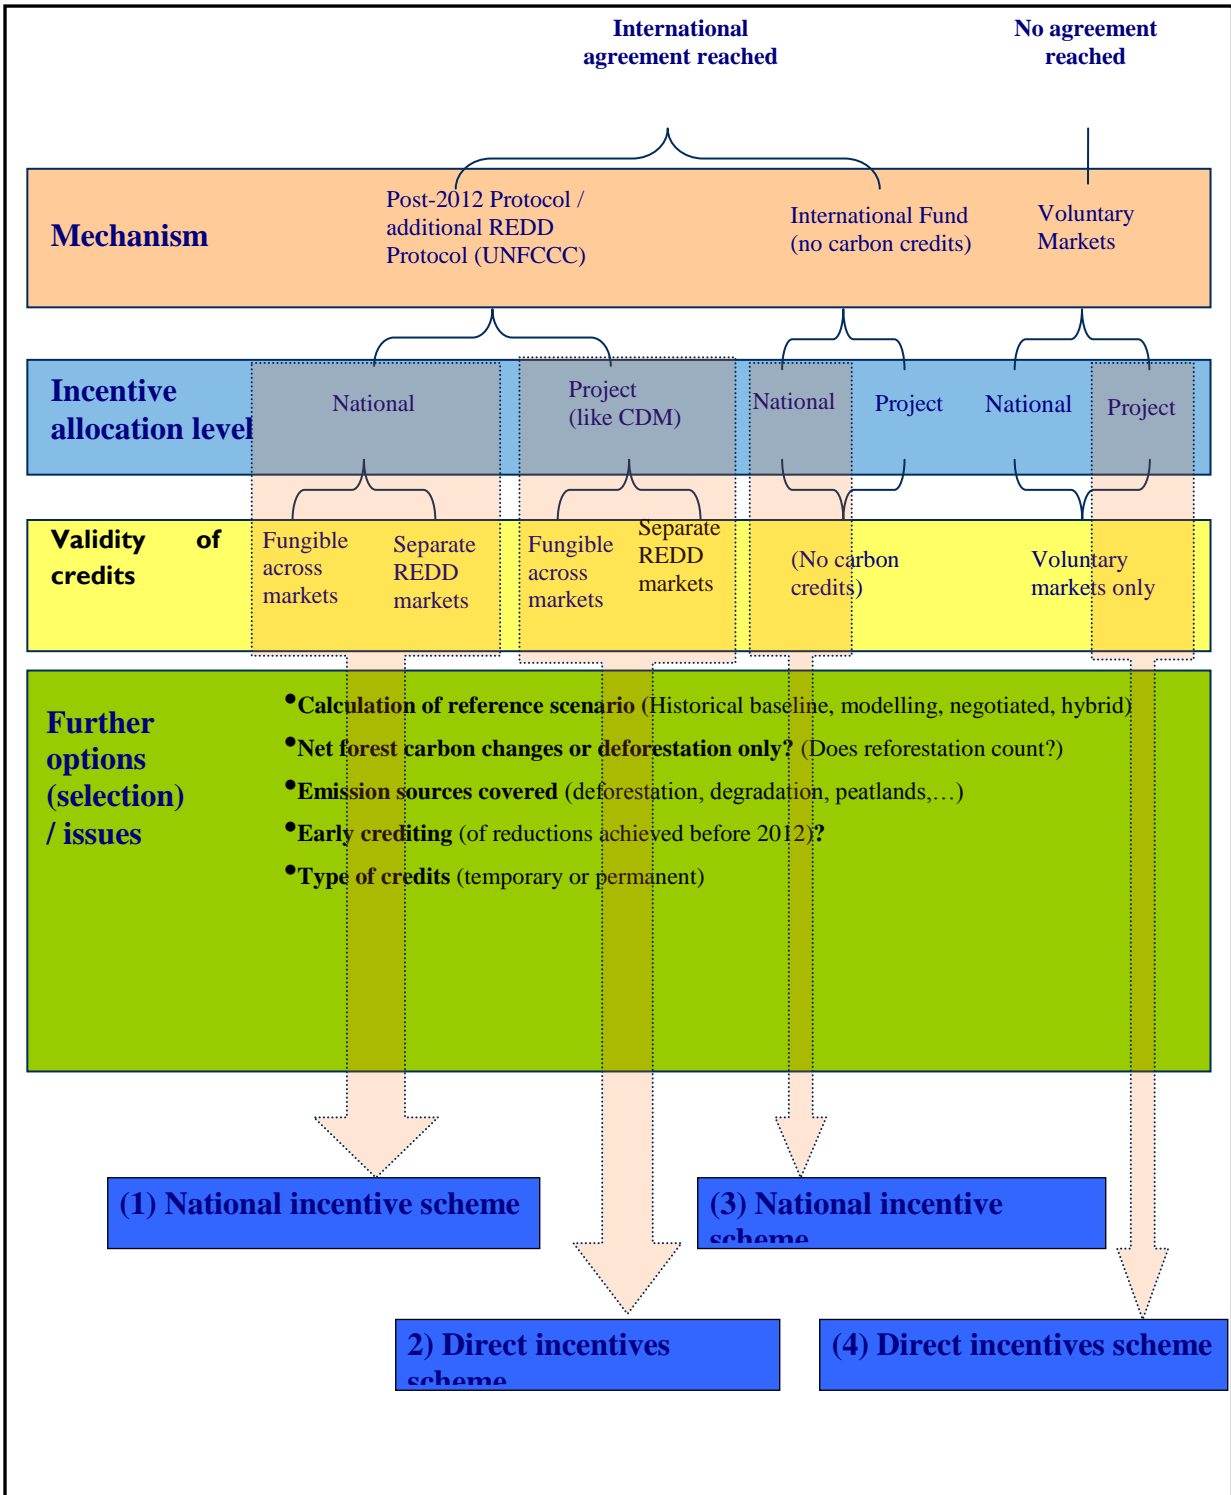 International
agreement reached
No agreement
reached
Mechanism
Post-2012 Protocol /
additional REDD
Protocol (UNFCCC)
International Fund
(no carbon credits)
Voluntary
Markets
Incentive
allocation level
National
Project
(like CDM)
National
Project
National
Project
Validity of
credits
Fungible
across
markets
Separate
REDD
markets
Fungible
across
markets
Separate
REDD
markets
(No carbon
credits)
Voluntary
markets only
Further
options
(selection)
/ issues
•Calculation of reference scenario (Historical baseline, modelling, negotiated, hybrid)
•Net forest carbon changes or deforestation only? (Does reforestation count?)
•Emission sources covered (deforestation, degradation, peatlands,…)
•Early crediting (of reductions achieved before 2012)?
•Type of credits (temporary or permanent)
(1) National incentive scheme
(3) National incentive
scheme
2) Direct incentives
scheme
(4) Direct incentives scheme